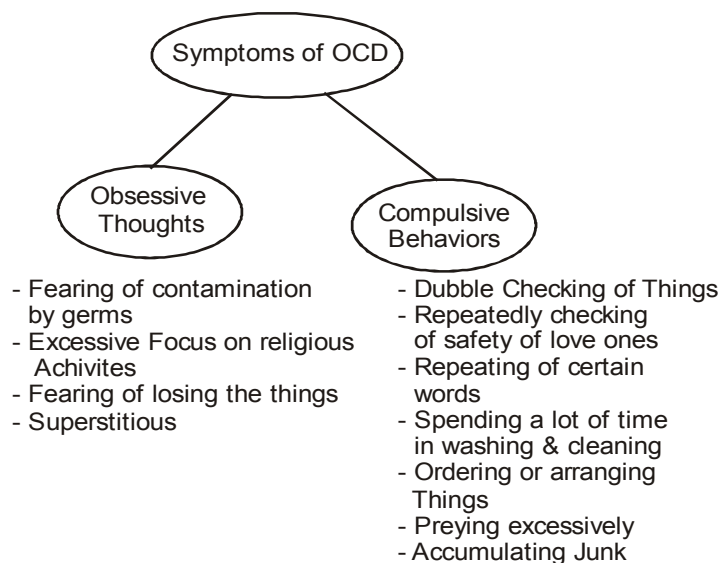 Symptoms of OCD
Obsessive
Thoughts
Compulsive
Behaviors
- Fearing of contamination
by germs
- Excessive Focus on religious
Achivites
- Fearing of losing the things
- Superstitious
- Dubble Checking of Things
- Repeatedly checking
of safety of love ones
- Repeating of certain
words
- Spending a lot of time
in washing & cleaning
- Ordering or arranging
Things
- Preying excessively
- Accumulating Junk